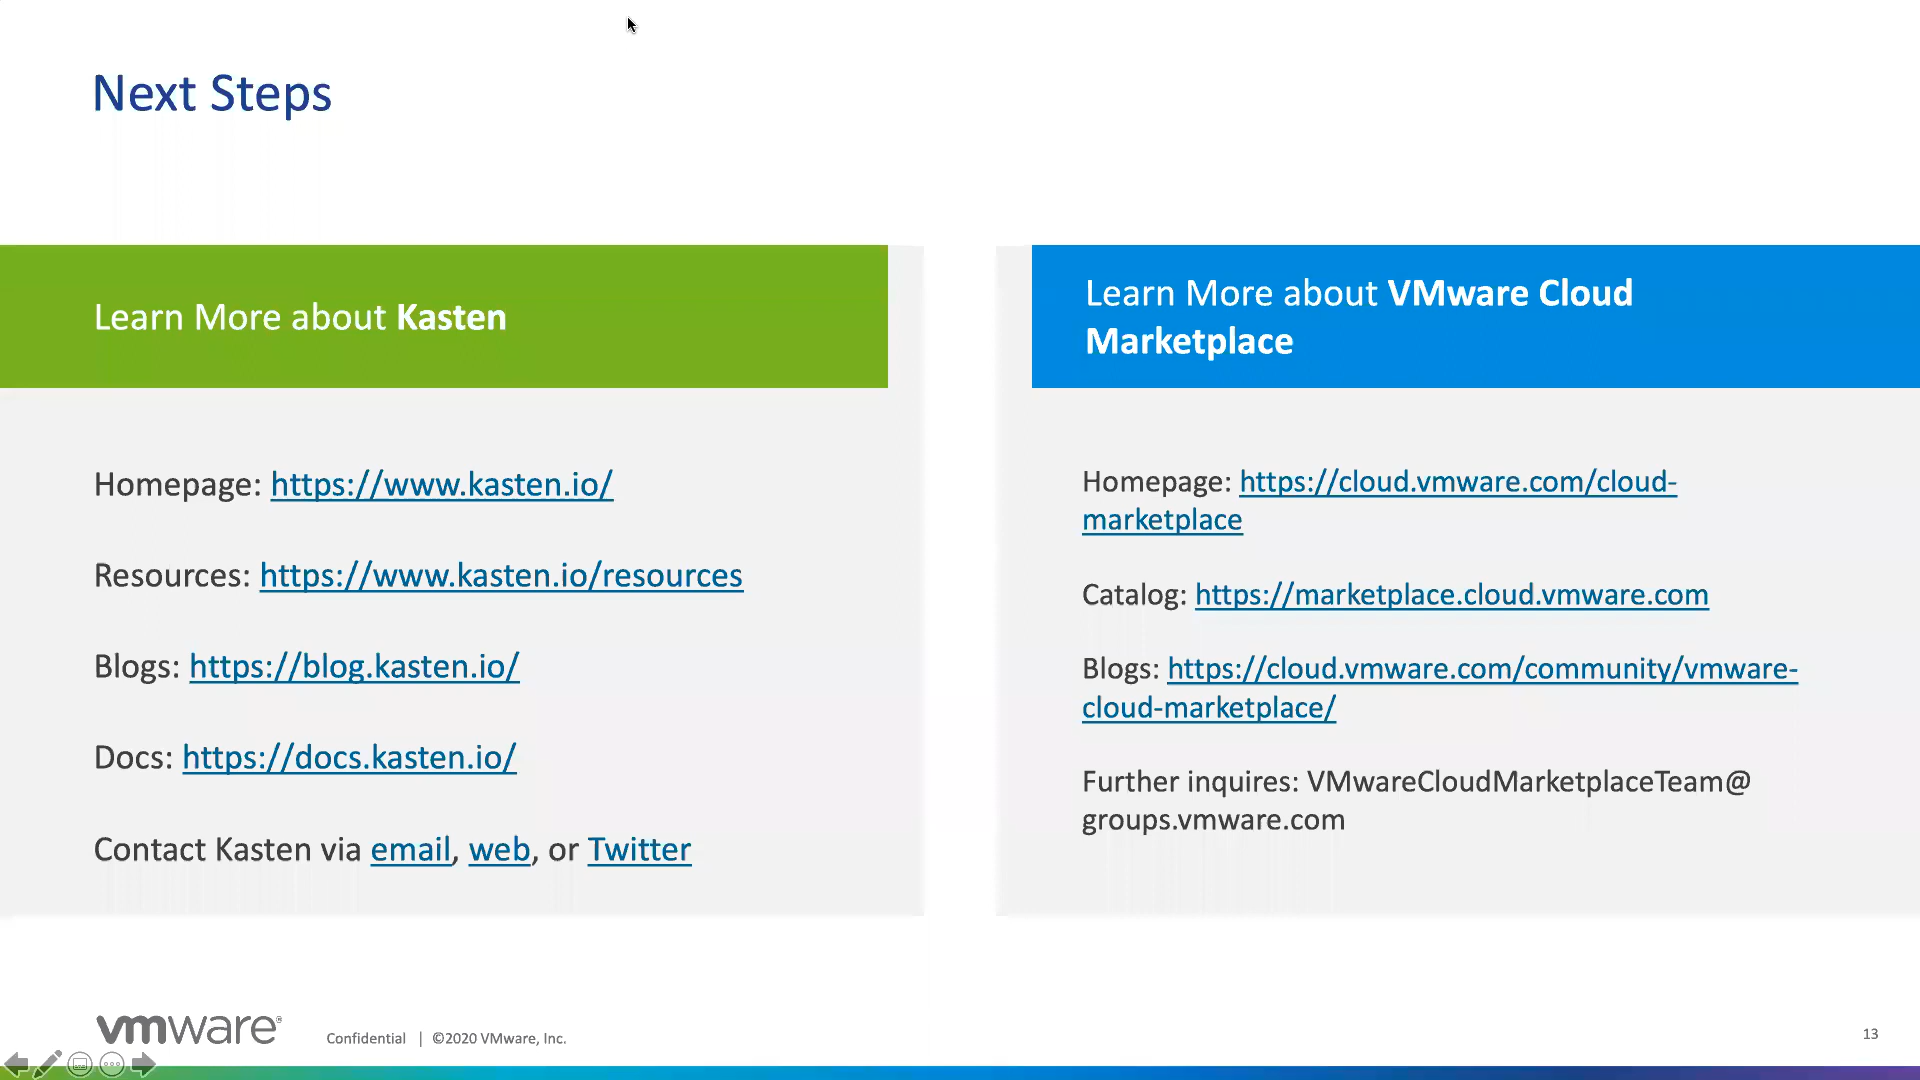 Next Steps
Learn More about Kasten
Homepage: https://www.kasten.io/
Resources: https://www.kasten.io/resources
Blogs: https://blog.kasten.io/
Docs: https://docs.kasten.io/
Contact Kasten via email, web, or Twitter
Learn More about VMware Cloud
Marketplace
Homepage: https://cloud.vmware.com/cloud-
marketplace
Catalog: https://marketplace.cloud.vmware.com
Blogs: https://cloud.vmware.com/community/vmware-
cloud-marketplace/
Further inquires: VMwareCloudMarketplaceTeam@
groups.vmware.com
vmware®
Confidential | ©2020 VMware, Inc.
13